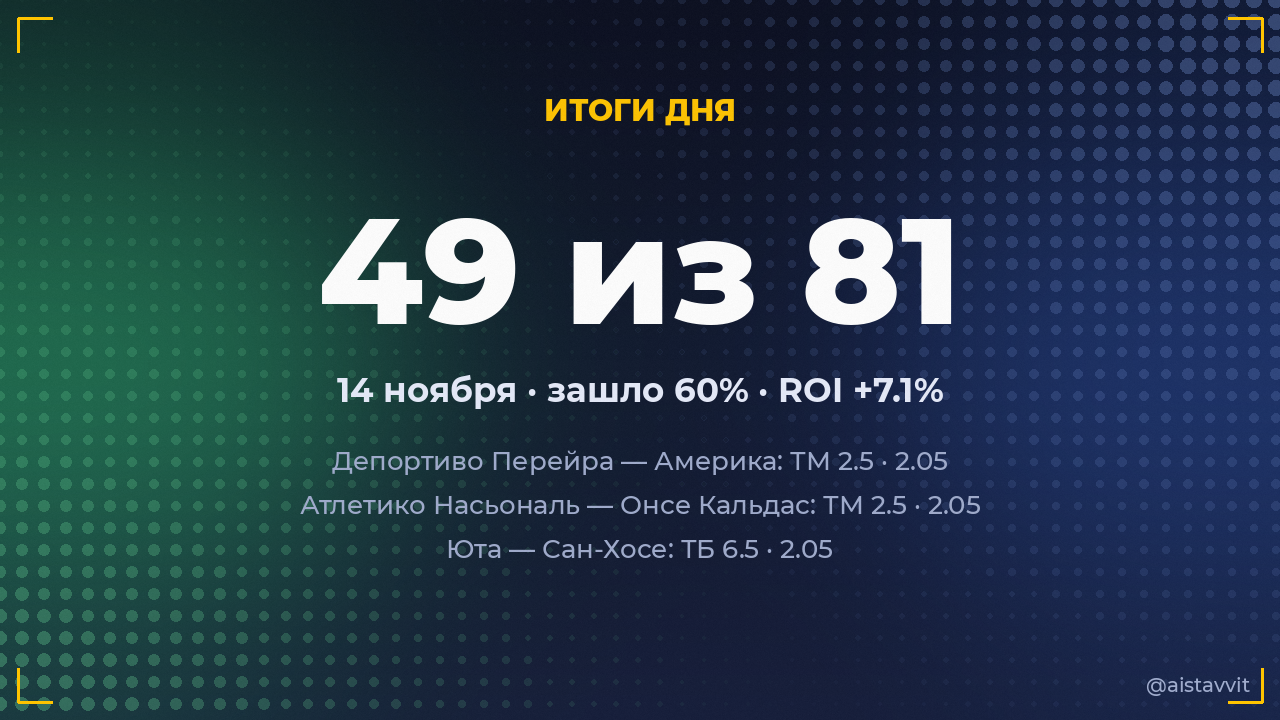 ИТОГИ ДНЯ
49 из 81
14 ноября · зашло 60% · ROI +7.1%
Депортиво Перейра — Америка: ТМ 2.5 · 2.05
Атлетико Насьональ — Онсе Кальдас: ТМ 2.5 · 2.05
Юта — Сан-Хосе: ТБ 6.5 · 2.05
@aistavvit